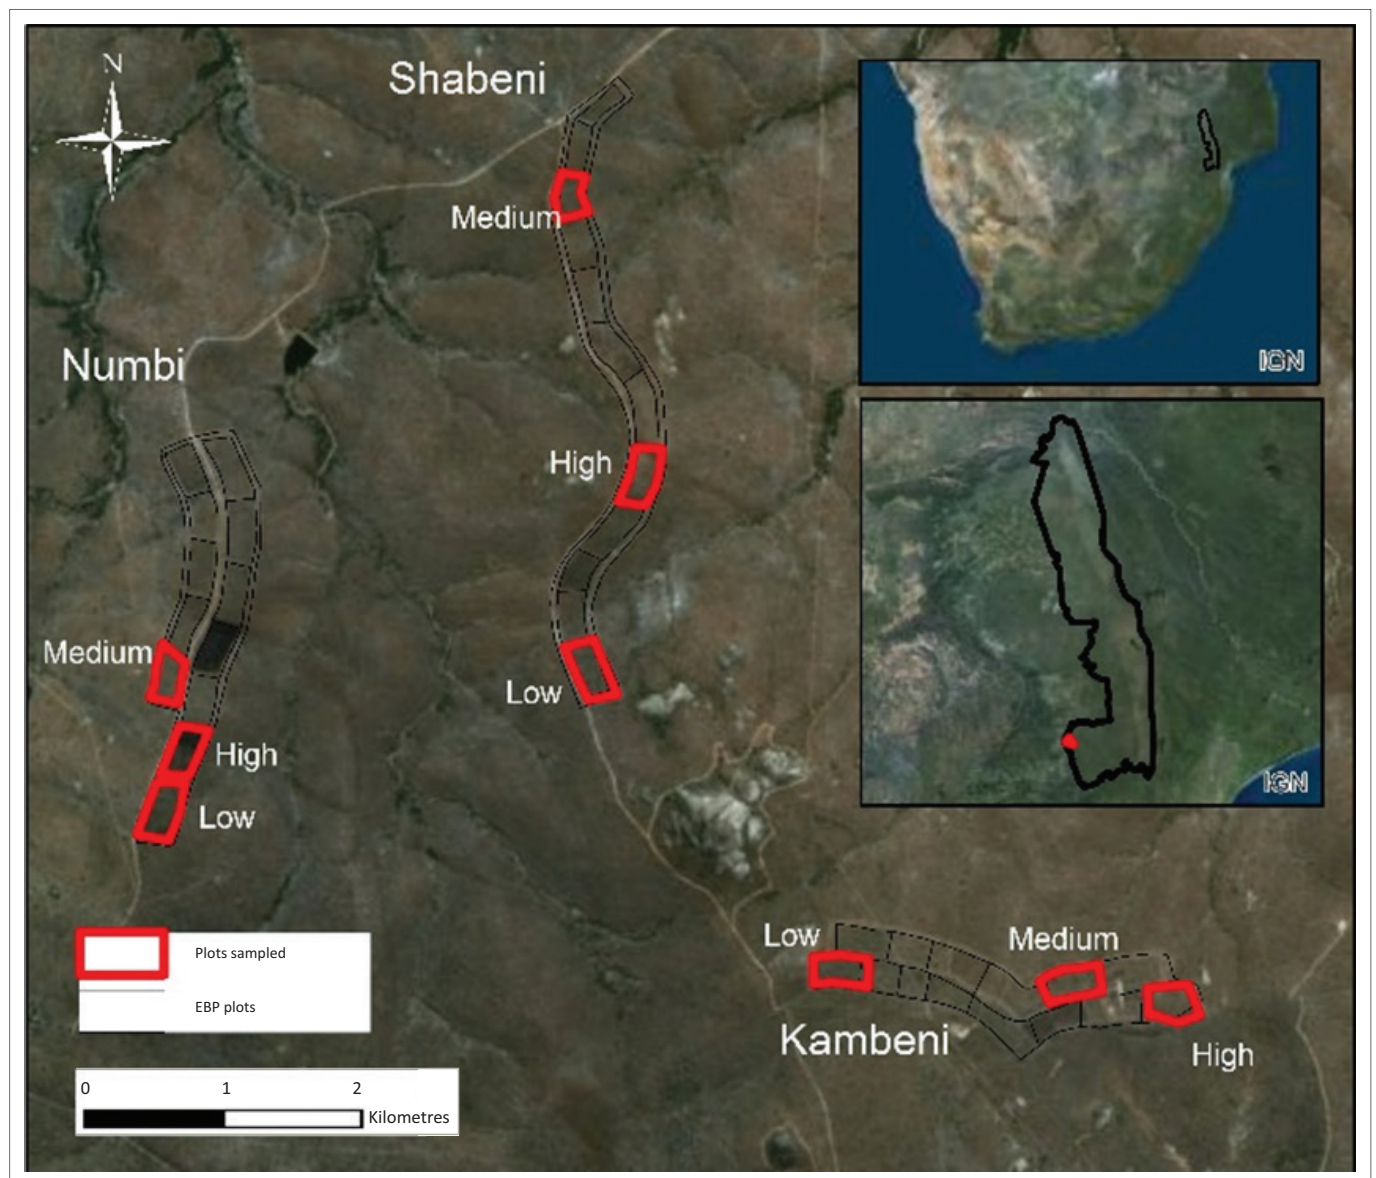 N
Shabeni
Medium
IGN
Numbi
High
Medium
Low
High
Low
IGN
Plots sampled
EBP plots
Low
Medium
Kambeni
High
0 1 2
Kilometres